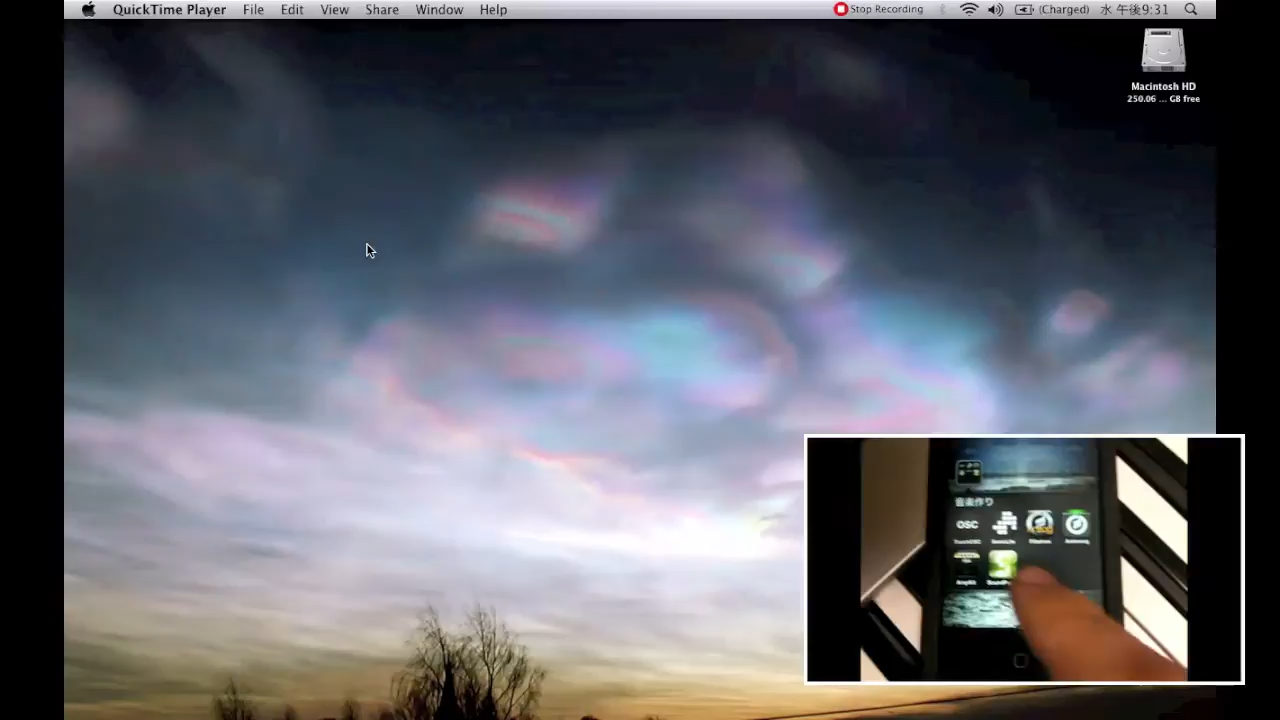 QuickTime Player File Edit View Share Window Help Stop Recording (Charged) 水 午後9:31
Macintosh HD
250.06 ... GB free
音楽作り
OSC
TouchOSC